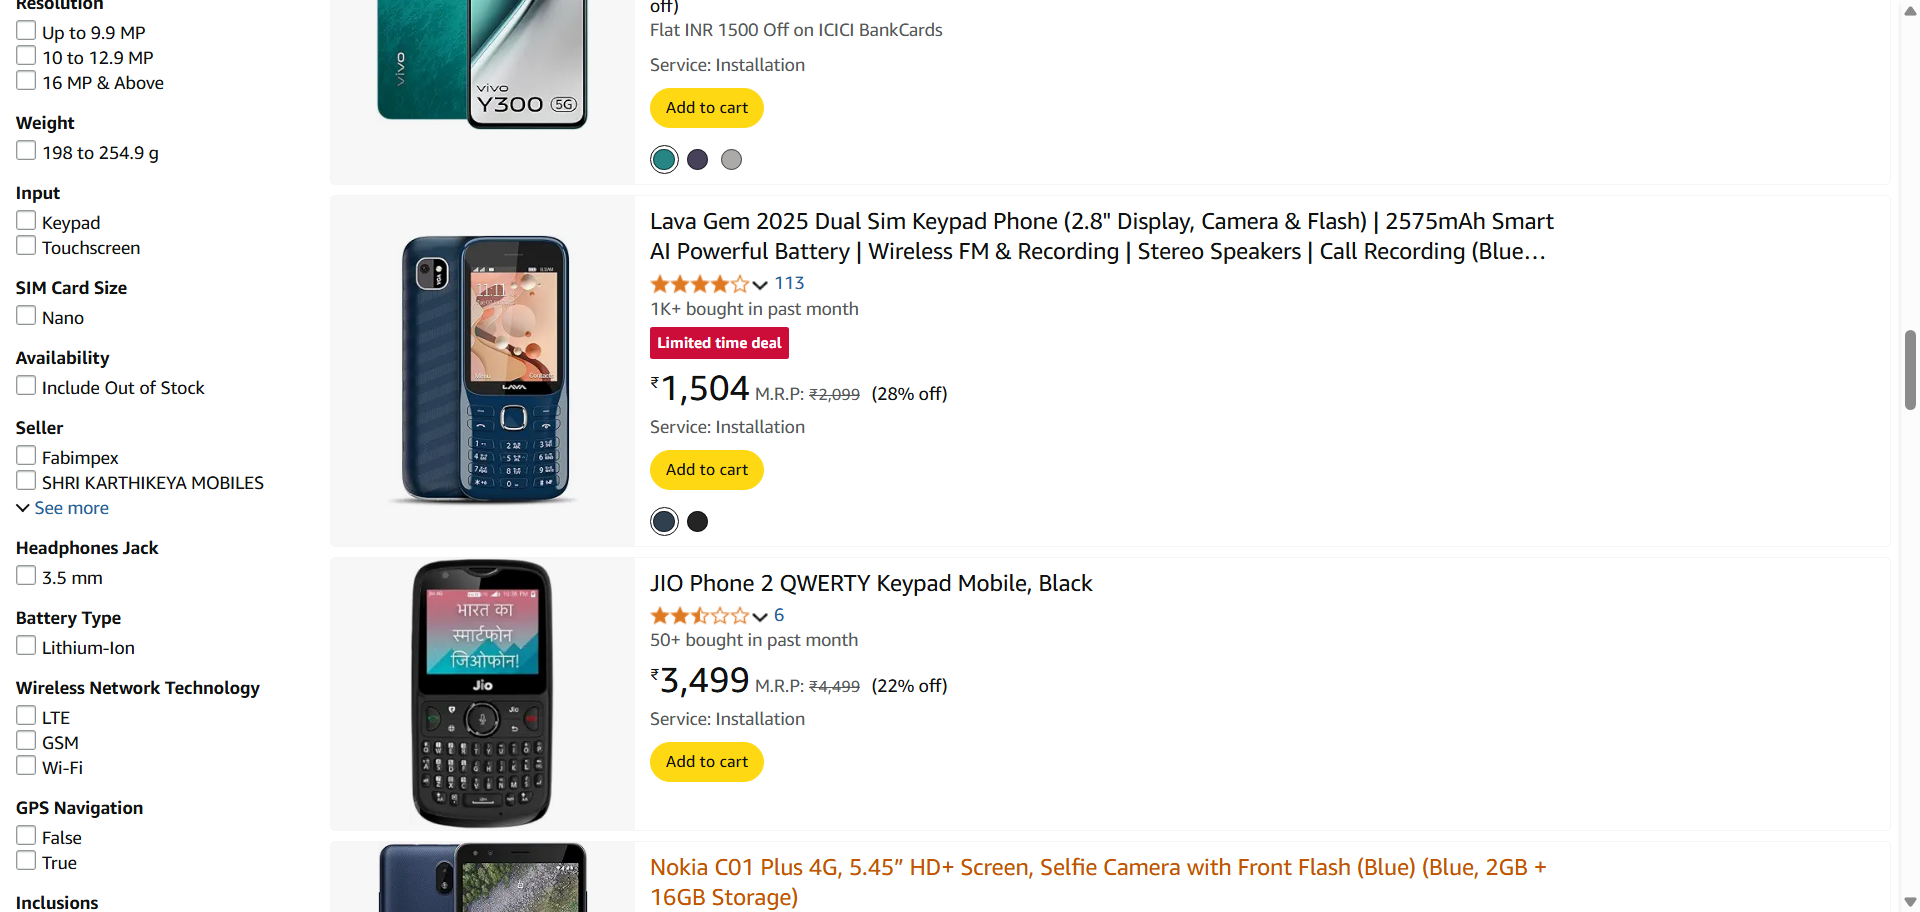 Resolution
Up to 9.9 MP
10 to 12.9 MP
16 MP & Above
Weight
198 to 254.9 g
Input
Keypad
Touchscreen
SIM Card Size
Nano
Availability
Include Out of Stock
Seller
Fabimpex
SHRI KARTHIKEYA MOBILES
See more
Headphones Jack
3.5 mm
Battery Type
Lithium-Ion
Wireless Network Technology
LTE
GSM
Wi-Fi
GPS Navigation
False
True
Inclusions
vivo
vivo
Y300 5G
off)
Flat INR 1500 Off on ICICI BankCards
Service: Installation
Add to cart
11:11
LAVA
Lava Gem 2025 Dual Sim Keypad Phone (2.8" Display, Camera & Flash) | 2575mAh Smart
AI Powerful Battery | Wireless FM & Recording | Stereo Speakers | Call Recording (Blue…
113
1K+ bought in past month
Limited time deal
₹1,504 M.R.P: ₹2,099 (28% off)
Service: Installation
Add to cart
भारत का
स्मार्टफोन
जिओफोन!
Jio
JIO Phone 2 QWERTY Keypad Mobile, Black
6
50+ bought in past month
₹3,499 M.R.P: ₹4,499 (22% off)
Service: Installation
Add to cart
Nokia C01 Plus 4G, 5.45” HD+ Screen, Selfie Camera with Front Flash (Blue) (Blue, 2GB +
16GB Storage)